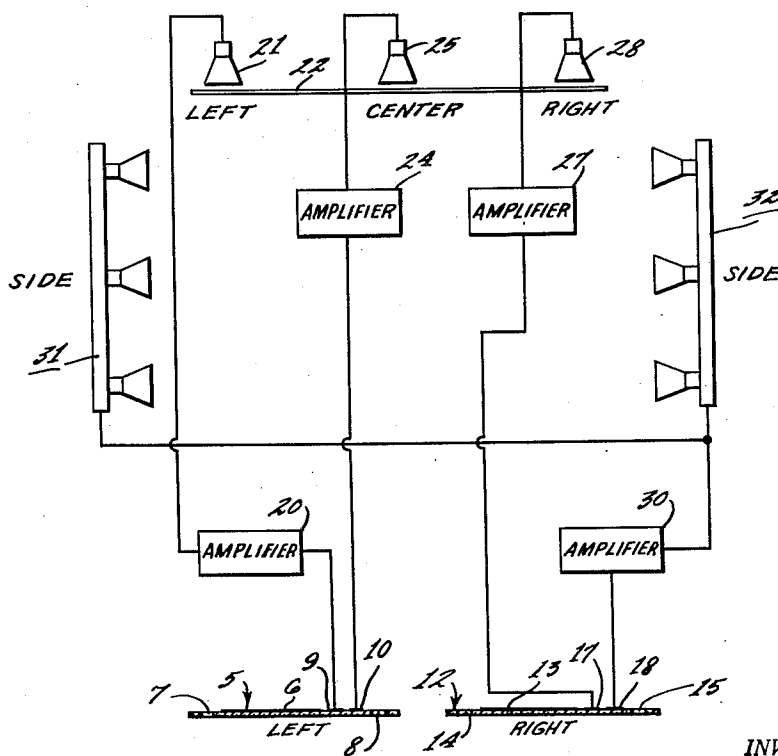 21 25 28
22
LEFT CENTER RIGHT
24 27
AMPLIFIER AMPLIFIER
32
SIDE SIDE
31
20 30
AMPLIFIER AMPLIFIER
7 5 6 9 10 12 13 17 18 15
LEFT 8 14 RIGHT
INV